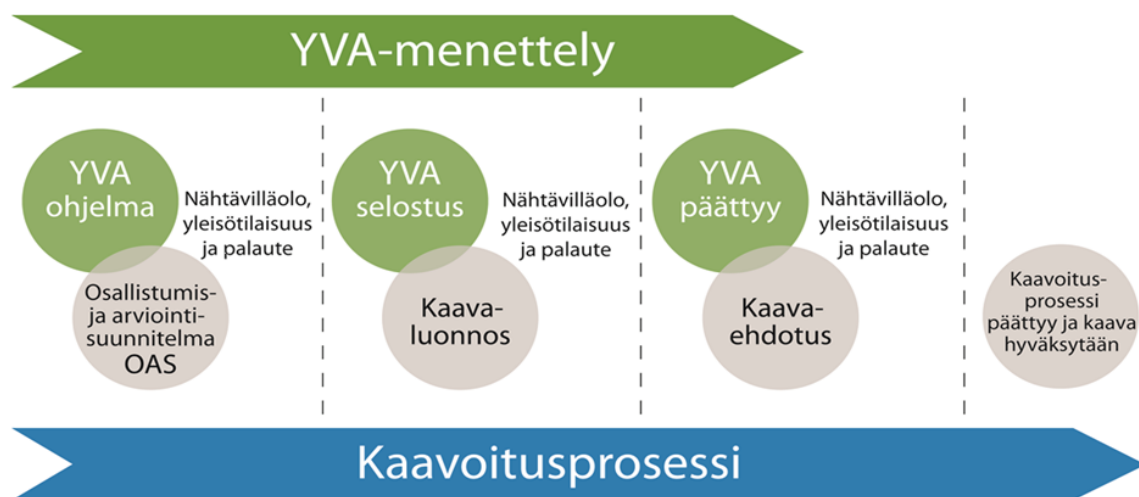 YVA-menettely
YVA
ohjelma
Nähtävilläolo,
yleisötilaisuus
ja palaute
Osallistumis-
ja arviointi-
suunnitelma
OAS
YVA
selostus
Nähtävilläolo,
yleisötilaisuus
ja palaute
Kaava-
luonnos
YVA
päättyy
Nähtävilläolo,
yleisötilaisuus
ja palaute
Kaava-
ehdotus
Kaavoitus-
prosessi
päättyy ja kaava
hyväksytään
Kaavoitusprosessi